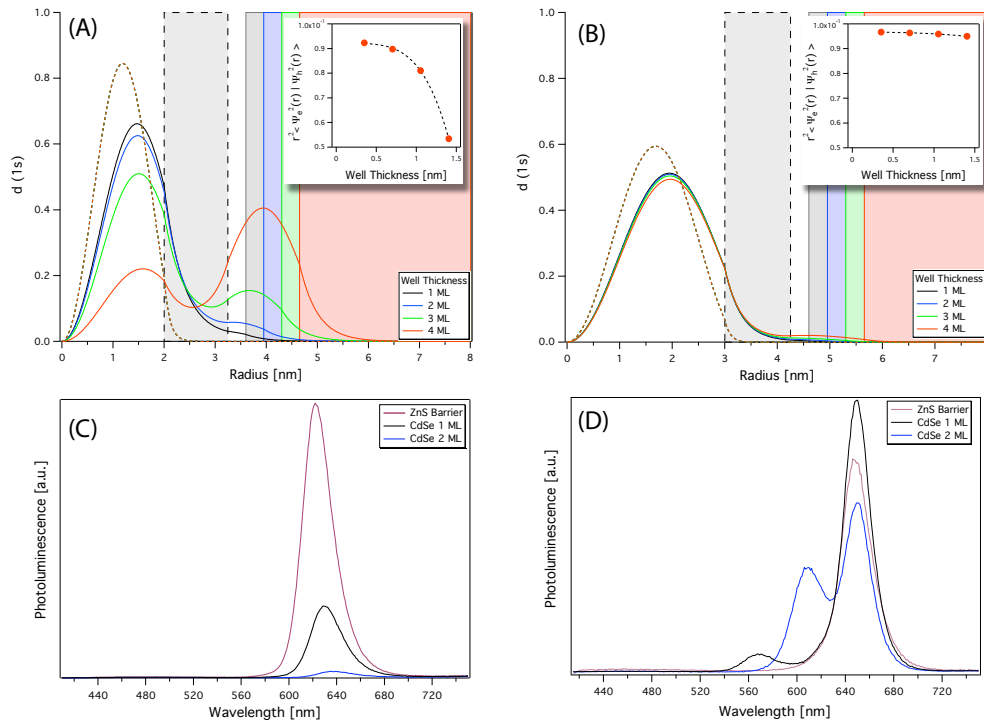 (A)
d (1s)
1.0
0.8
0.6
0.4
0.2
0.0
0 1 2 3 4 5 6 7 8
Radius [nm]
Well Thickness
1 ML
2 ML
3 ML
4 ML
r² < Ψe²(r) | Ψh²(r) >
1.0x10⁻¹
0.9
0.8
0.7
0.6
0.5
0.0 0.5 1.0 1.5
Well Thickness [nm]
(B)
d (1s)
1.0
0.8
0.6
0.4
0.2
0.0
0 1 2 3 4 5 6 7
Radius [nm]
Well Thickness
1 ML
2 ML
3 ML
4 ML
r² < Ψe²(r) | Ψh²(r) >
1.0x10⁻¹
0.9
0.8
0.7
0.6
0.5
0.0 0.5 1.0 1.5
Well Thickness [nm]
(C)
Photoluminescence [a.u.]
ZnS Barrier
CdSe 1 ML
CdSe 2 ML
440 480 520 560 600 640 680 720
Wavelength [nm]
(D)
Photoluminescence [a.u.]
ZnS Barrier
CdSe 1 ML
CdSe 2 ML
440 480 520 560 600 640 680 720
Wavelength [nm]